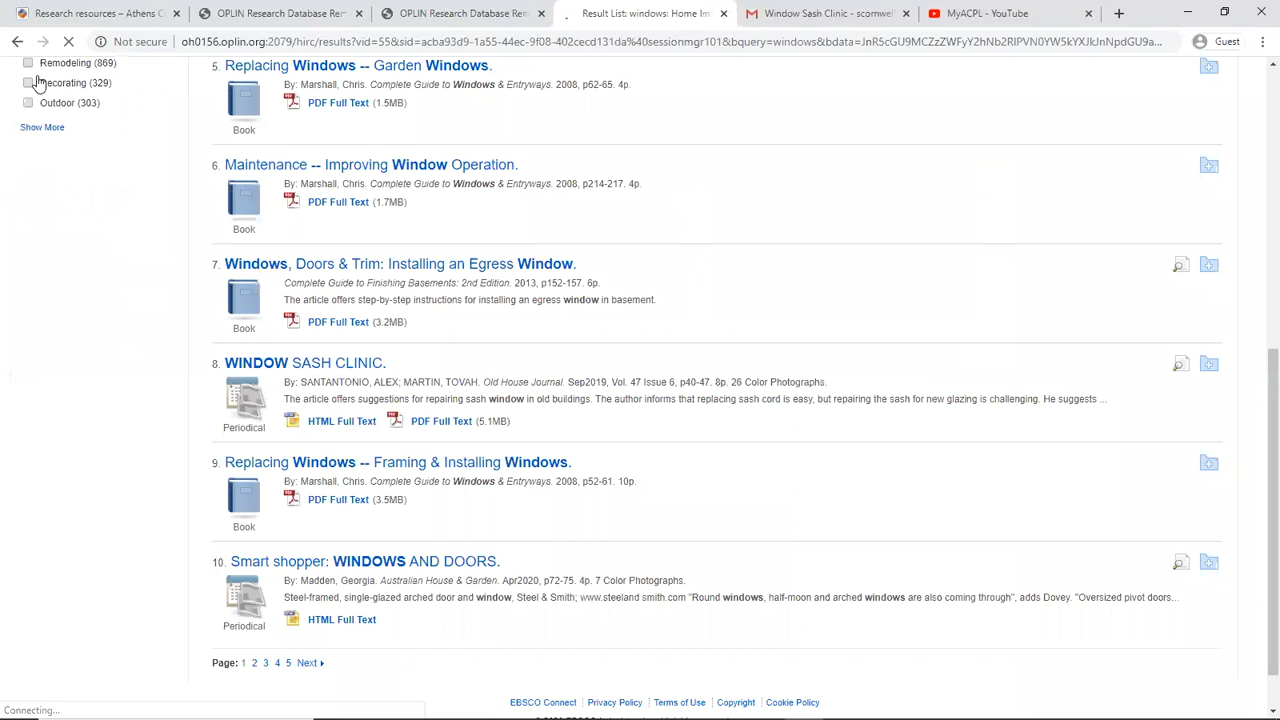 Research resources - Athens C
OPLIN Research Database Rem
OPLIN Research Database Rem
Result List: windows: Home Im
Window Sash Clinic - scornwel
MyACPL - YouTube
Not secure | oh0156.oplin.org:2079/hirc/results?vid=55&sid=acba93d9-1a55-44ec-9f08-402cecd131da%40sessionmgr101&bquery=windows&bdata=JnR5cGU9MCZzZWFyY2hNb2RlPVN0YW5kYXJkJnNpdGU9a...
Guest
Remodeling (869)
Decorating (329)
Outdoor (303)
Show More
5. Replacing Windows -- Garden Windows.
By: Marshall, Chris. Complete Guide to Windows & Entryways. 2008, p62-65. 4p.
PDF Full Text (1.5MB)
Book
6. Maintenance -- Improving Window Operation.
By: Marshall, Chris. Complete Guide to Windows & Entryways. 2008, p214-217. 4p.
PDF Full Text (1.7MB)
Book
7. Windows, Doors & Trim: Installing an Egress Window.
Complete Guide to Finishing Basements: 2nd Edition. 2013, p152-157. 6p.
The article offers step-by-step instructions for installing an egress window in basement.
PDF Full Text (3.2MB)
Book
8. WINDOW SASH CLINIC.
By: SANTANTONIO, ALEX; MARTIN, TOVAH. Old House Journal. Sep2019, Vol. 47 Issue 6, p40-47. 8p. 26 Color Photographs.
The article offers suggestions for repairing sash window in old buildings. The author informs that replacing sash cord is easy, but repairing the sash for new glazing is challenging. He suggests ...
HTML Full Text PDF Full Text (5.1MB)
Periodical
9. Replacing Windows -- Framing & Installing Windows.
By: Marshall, Chris. Complete Guide to Windows & Entryways. 2008, p52-61. 10p.
PDF Full Text (3.5MB)
Book
10. Smart shopper: WINDOWS AND DOORS.
By: Madden, Georgia. Australian House & Garden. Apr2020, p72-75. 4p. 7 Color Photographs.
Steel-framed, single-glazed arched door and window, Steel & Smith; www.steeland smith.com "Round windows, half-moon and arched windows are also coming through", adds Dovey. "Oversized pivot doors...
HTML Full Text
Periodical
Page: 1 2 3 4 5 Next
EBSCO Connect | Privacy Policy | Terms of Use | Copyright | Cookie Policy
Connecting...